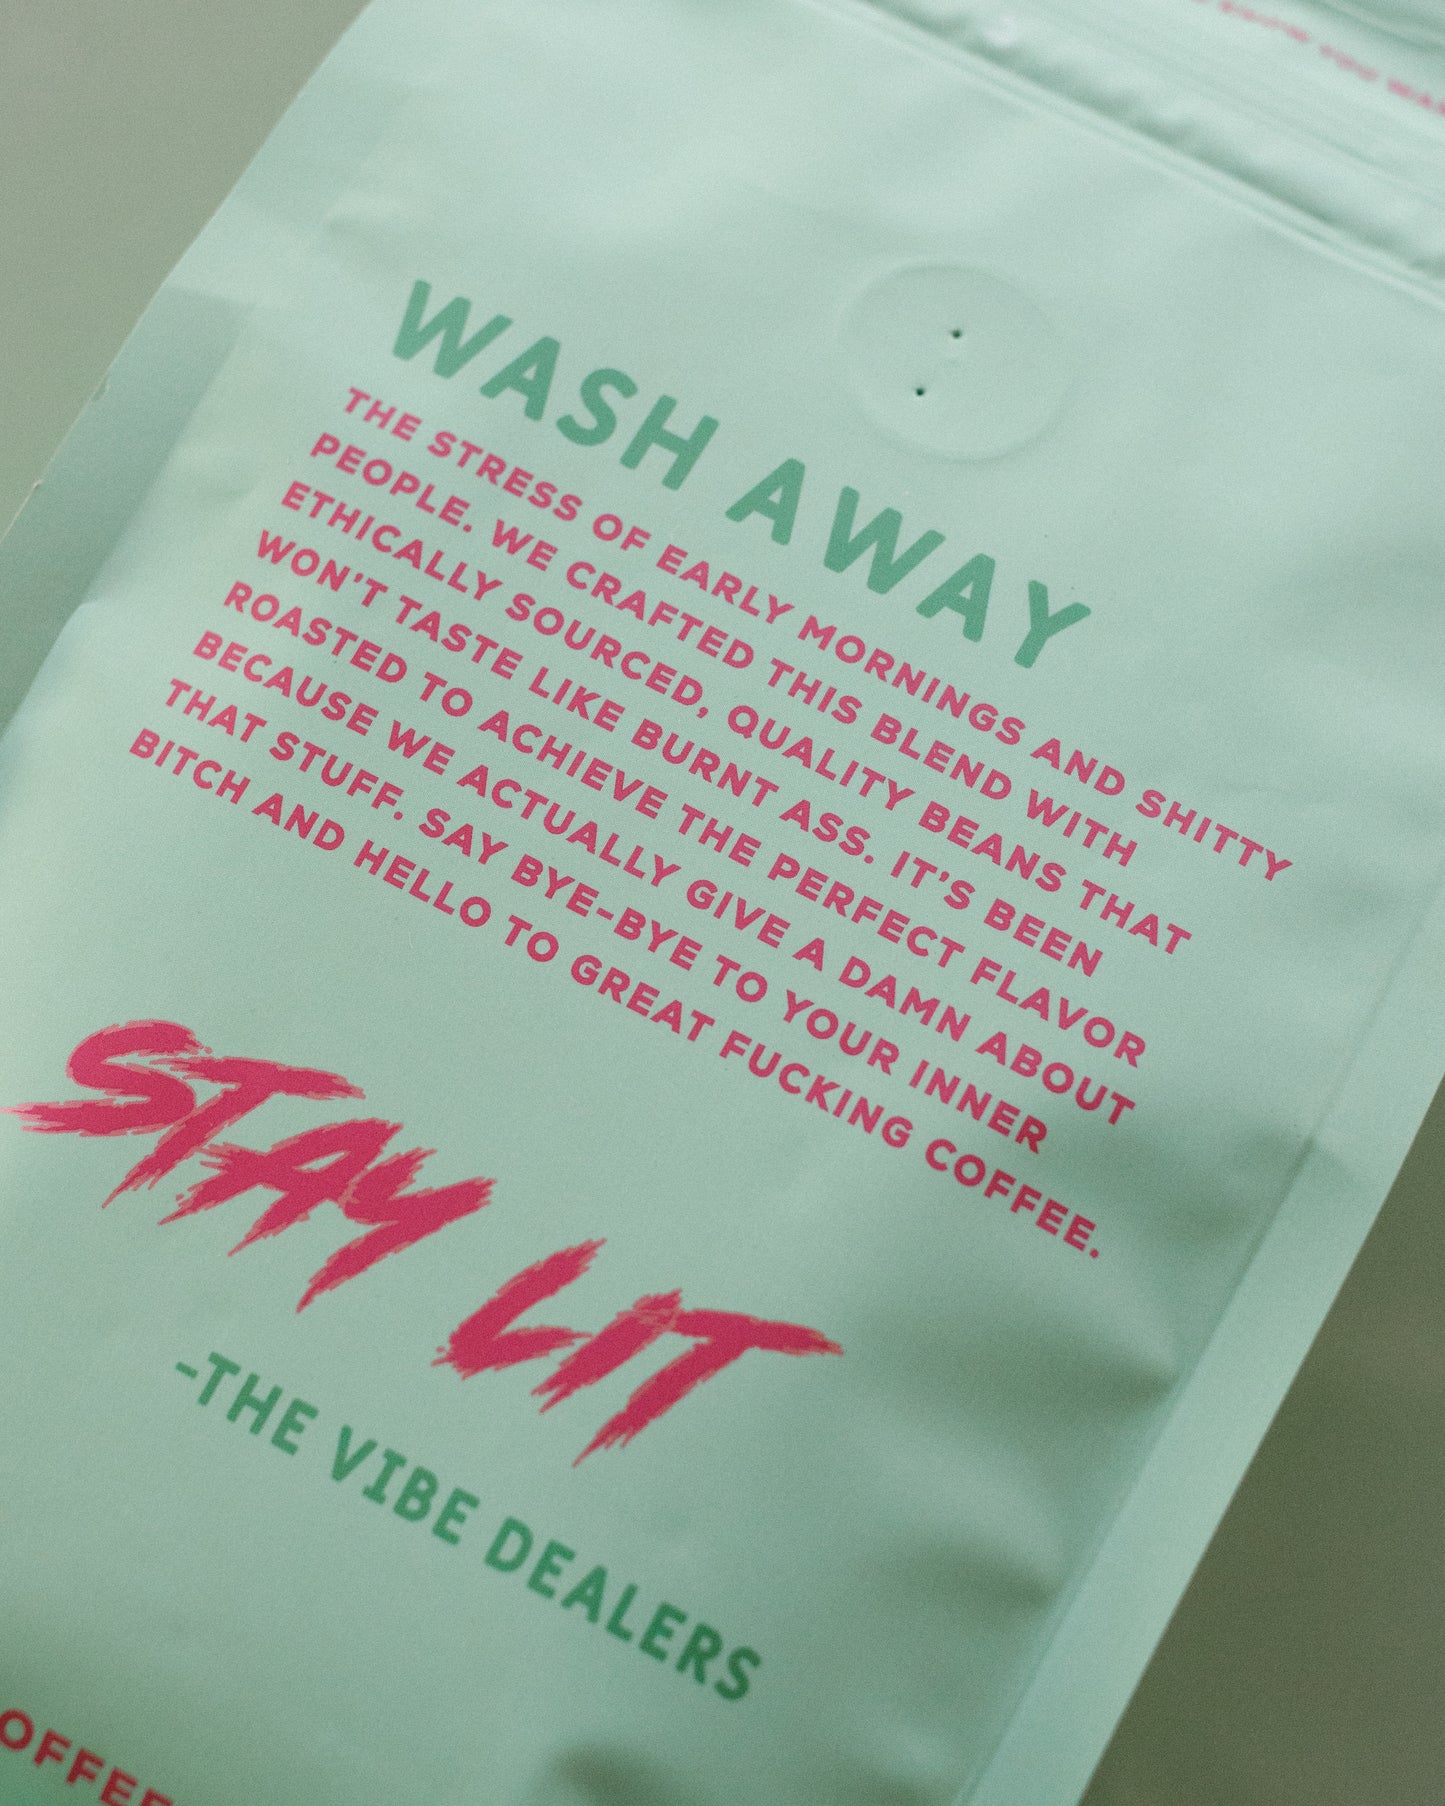 YOU
WASH AWAY
THE STRESS OF EARLY MORNINGS AND SHITTY
PEOPLE. WE CRAFTED THIS BLEND WITH
ETHICALLY SOURCED, QUALITY BEANS THAT
WON'T TASTE LIKE BURNT ASS. IT'S BEEN
ROASTED TO ACHIEVE THE PERFECT FLAVOR
BECAUSE WE ACTUALLY GIVE A DAMN ABOUT
THAT STUFF. SAY BYE-BYE TO YOUR INNER
BITCH AND HELLO TO GREAT FUCKING COFFEE.
STAY LIT
-THE VIBE DEALERS
OFFEE